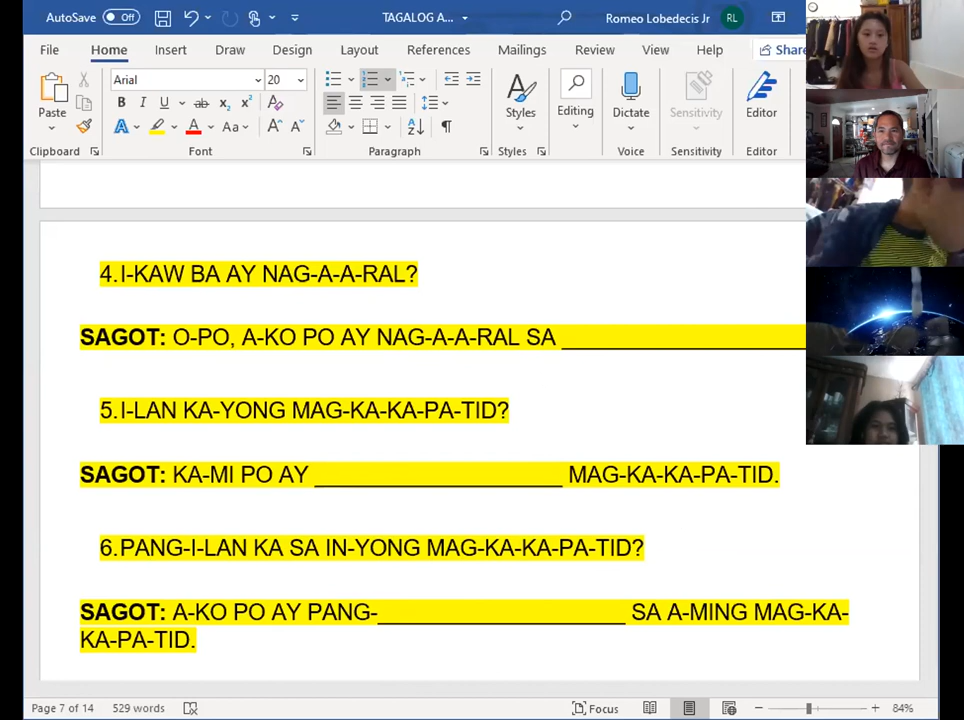 AutoSave Off TAGALOG A... Romeo Lobedecis Jr RL
File Home Insert Draw Design Layout References Mailings Review View Help Share
Arial 20
Paste Styles Editing Dictate Sensitivity Editor
Clipboard Font Paragraph Styles Voice Sensitivity Editor
4. I-KAW BA AY NAG-A-A-RAL?
SAGOT: O-PO, A-KO PO AY NAG-A-A-RAL SA ____________________
5. I-LAN KA-YONG MAG-KA-KA-PA-TID?
SAGOT: KA-MI PO AY ____________________ MAG-KA-KA-PA-TID.
6. PANG-I-LAN KA SA IN-YONG MAG-KA-KA-PA-TID?
SAGOT: A-KO PO AY PANG-____________________ SA A-MING MAG-KA-
KA-PA-TID.
Page 7 of 14 529 words Focus 84%